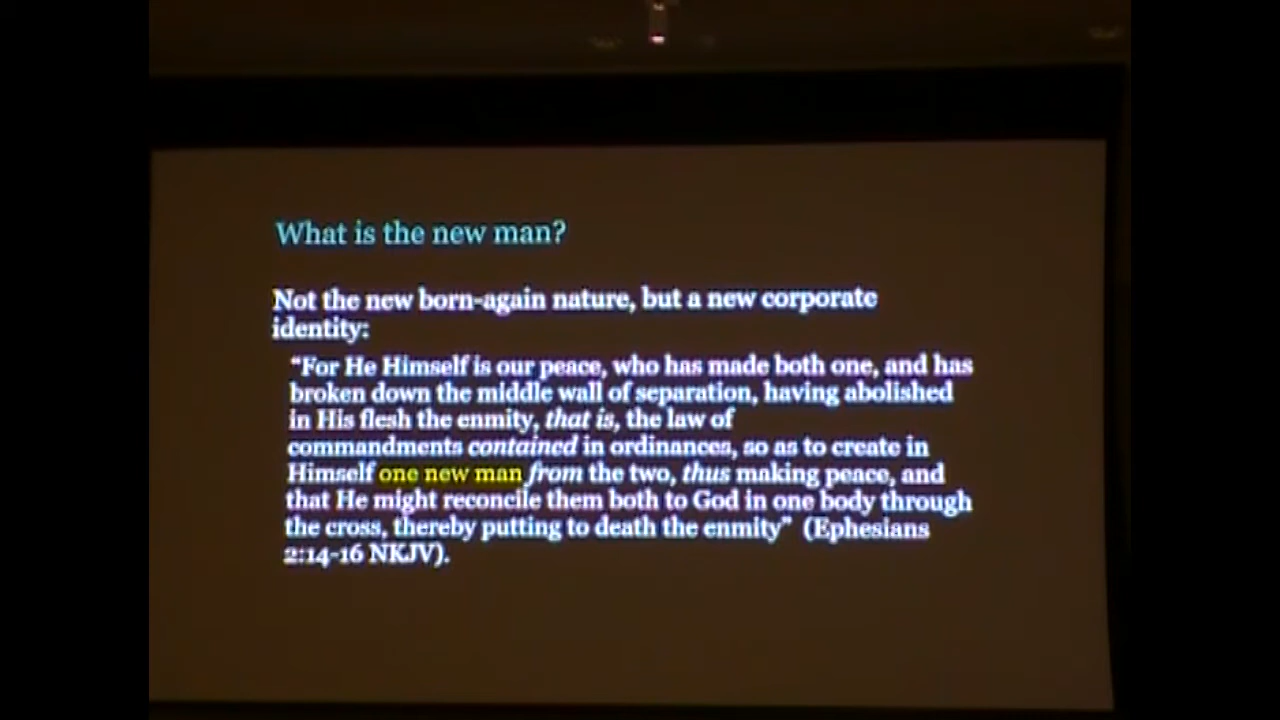 What is the new man?
Not the new born-again nature, but a new corporate
identity:
“For He Himself is our peace, who has made both one, and has
broken down the middle wall of separation, having abolished
in His flesh the enmity, that is, the law of
commandments contained in ordinances, so as to create in
Himself one new man from the two, thus making peace, and
that He might reconcile them both to God in one body through
the cross, thereby putting to death the enmity” (Ephesians
2:14-16 NKJV).